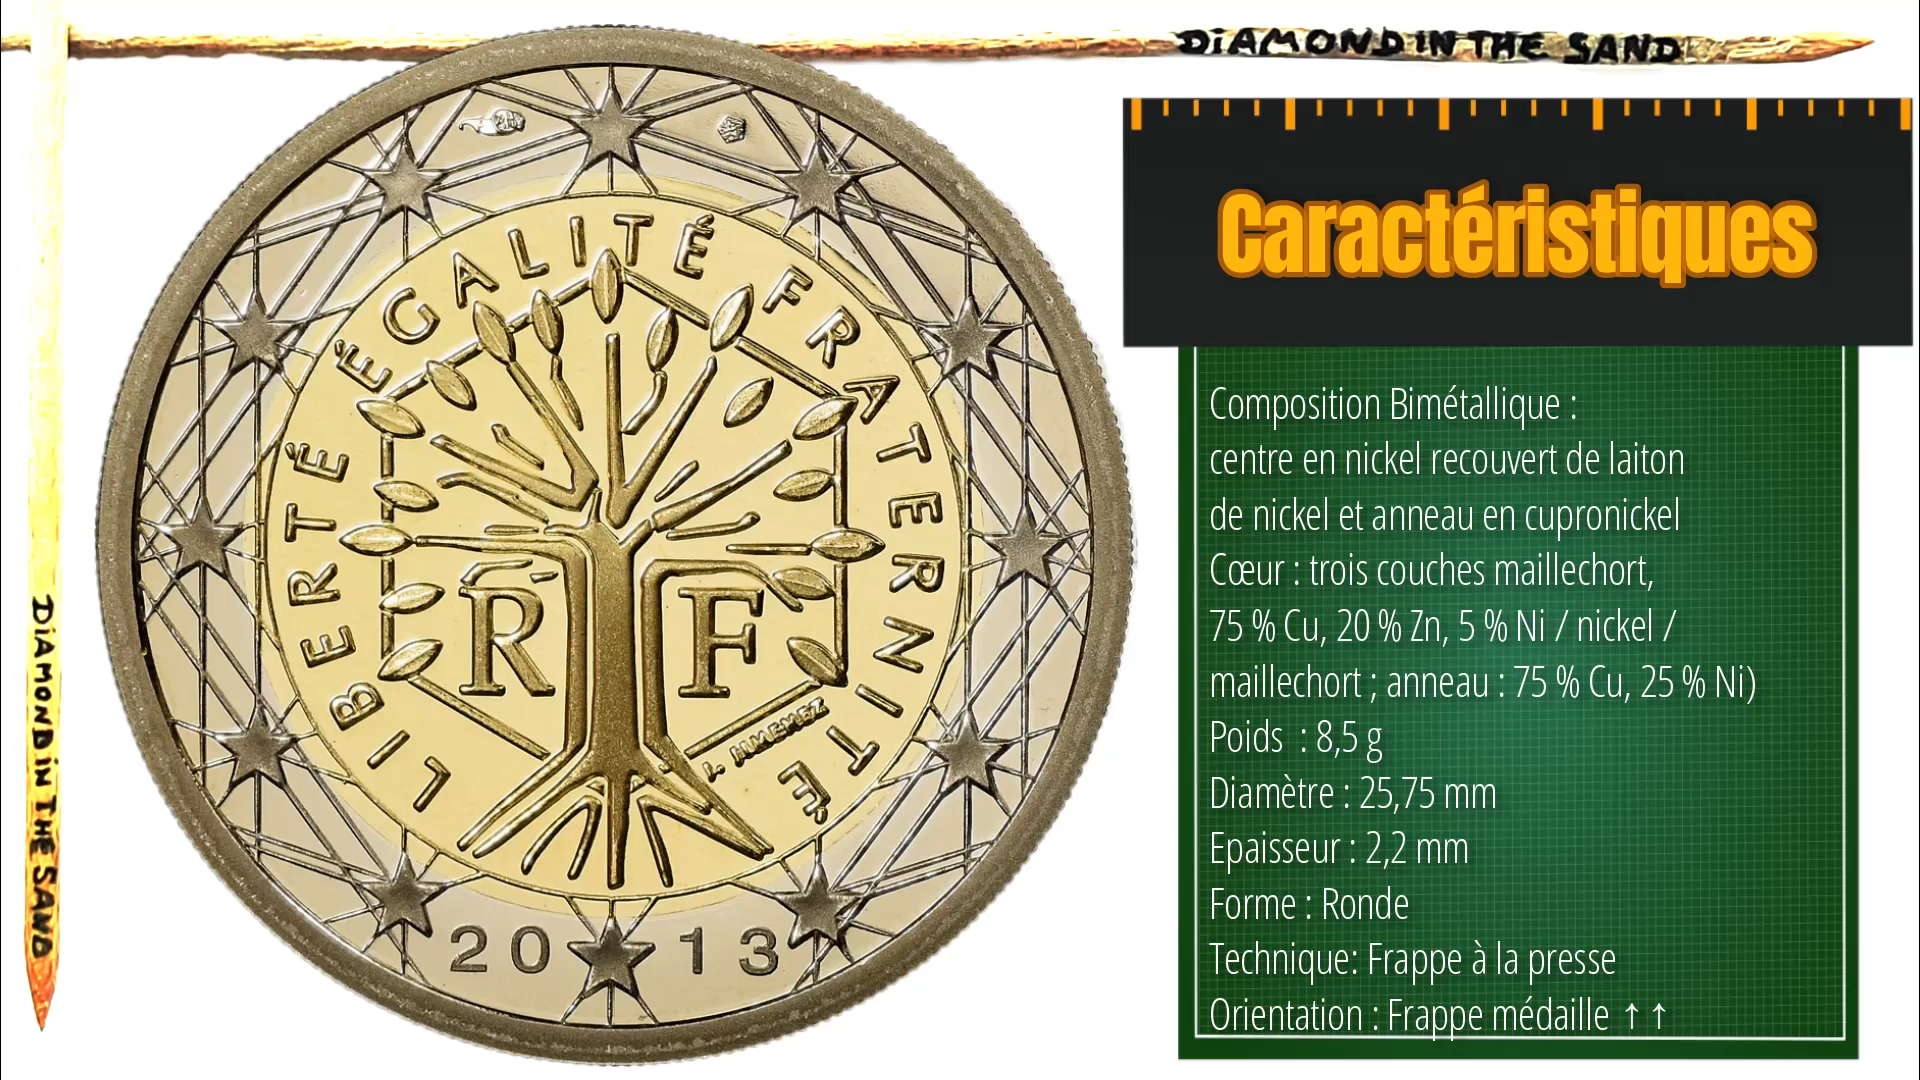 DiAMOND iN THE SAND
DiAMOND iN THE SAND
LIBERTÉ ÉGALITÉ FRATERNITÉ
R F
20 13
Caractéristiques
Composition Bimétallique :
centre en nickel recouvert de laiton
de nickel et anneau en cupronickel
Cœur : trois couches maillechort,
75 % Cu, 20 % Zn, 5 % Ni / nickel /
maillechort ; anneau : 75 % Cu, 25 % Ni)
Poids : 8,5 g
Diamètre : 25,75 mm
Epaisseur : 2,2 mm
Forme : Ronde
Technique: Frappe à la presse
Orientation : Frappe médaille ↑ ↑